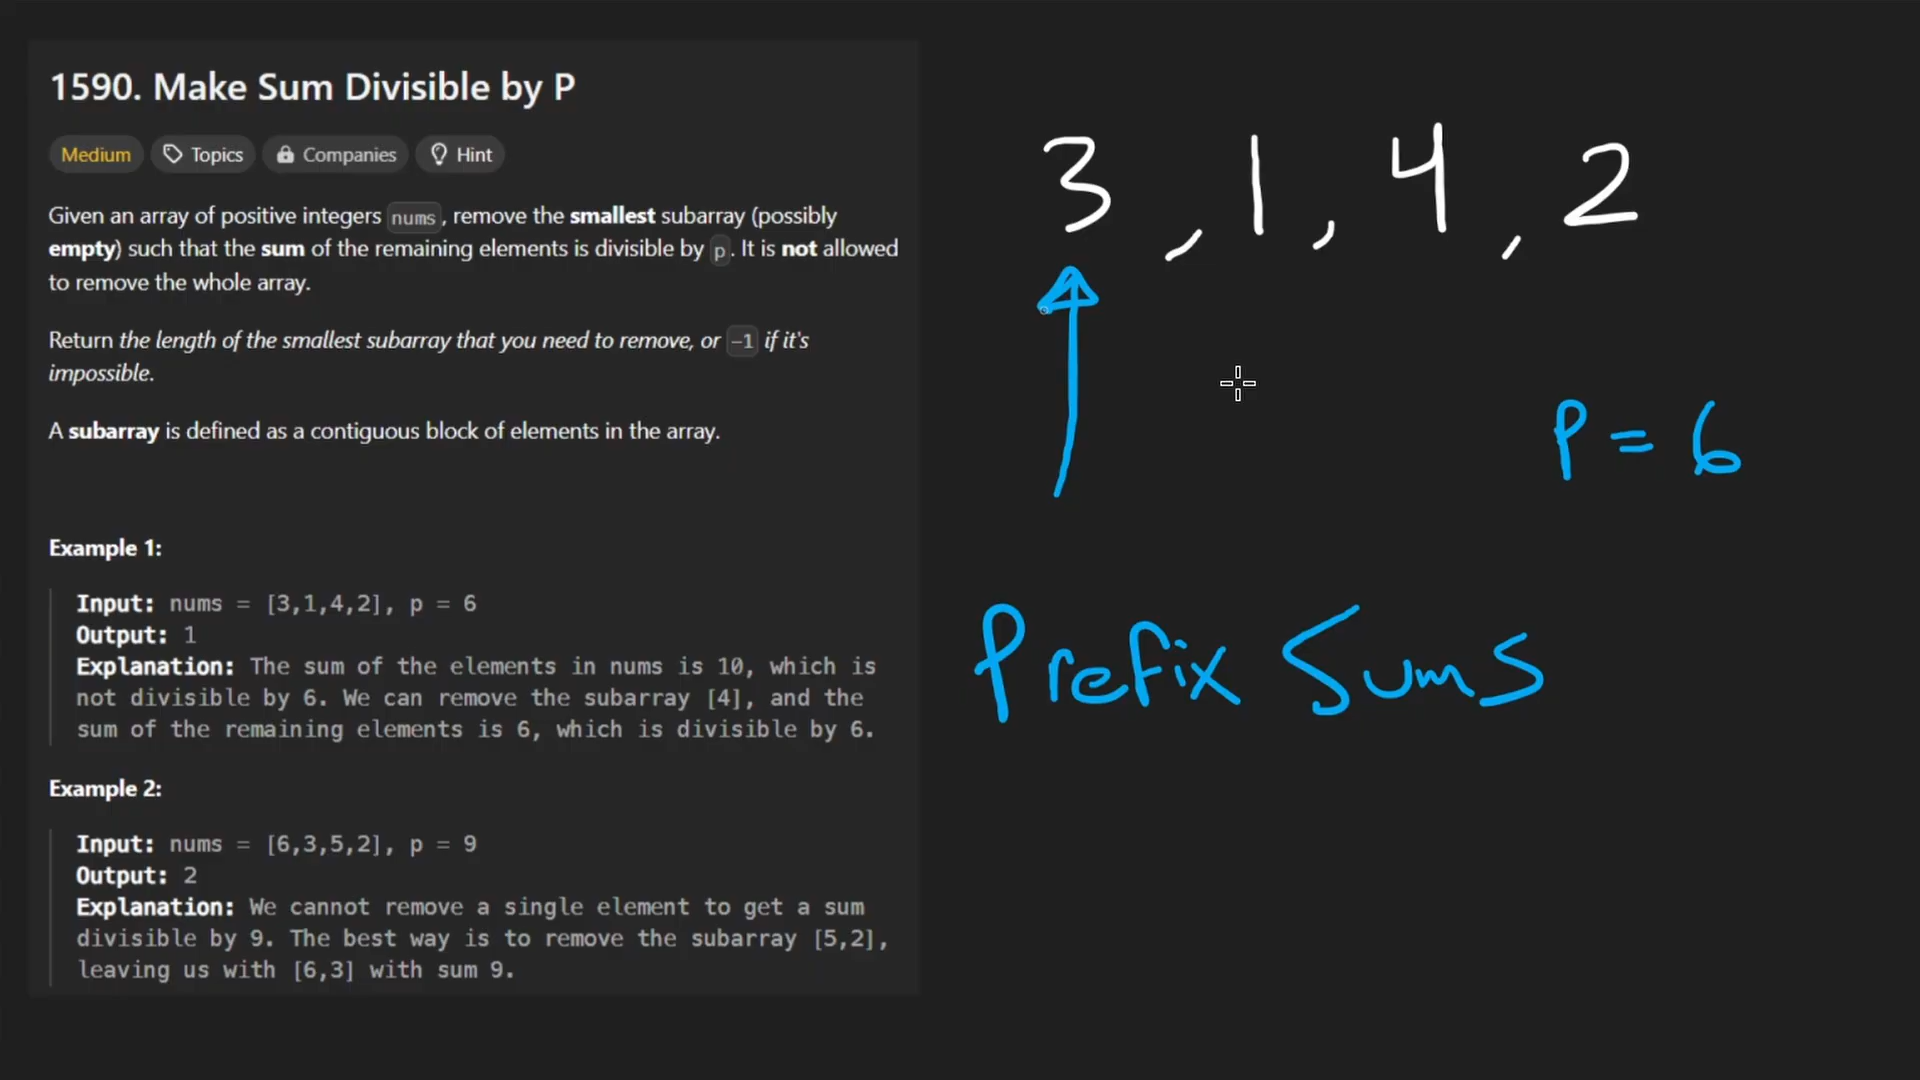 1590. Make Sum Divisible by P
Medium Topics Companies Hint
Given an array of positive integers nums, remove the smallest subarray (possibly
empty) such that the sum of the remaining elements is divisible by p. It is not allowed
to remove the whole array.
Return the length of the smallest subarray that you need to remove, or -1 if it's
impossible.
A subarray is defined as a contiguous block of elements in the array.
Example 1:
Input: nums = [3,1,4,2], p = 6
Output: 1
Explanation: The sum of the elements in nums is 10, which is
not divisible by 6. We can remove the subarray [4], and the
sum of the remaining elements is 6, which is divisible by 6.
Example 2:
Input: nums = [6,3,5,2], p = 9
Output: 2
Explanation: We cannot remove a single element to get a sum
divisible by 9. The best way is to remove the subarray [5,2],
leaving us with [6,3] with sum 9.
3, 1, 4, 2
P = 6
Prefix Sums